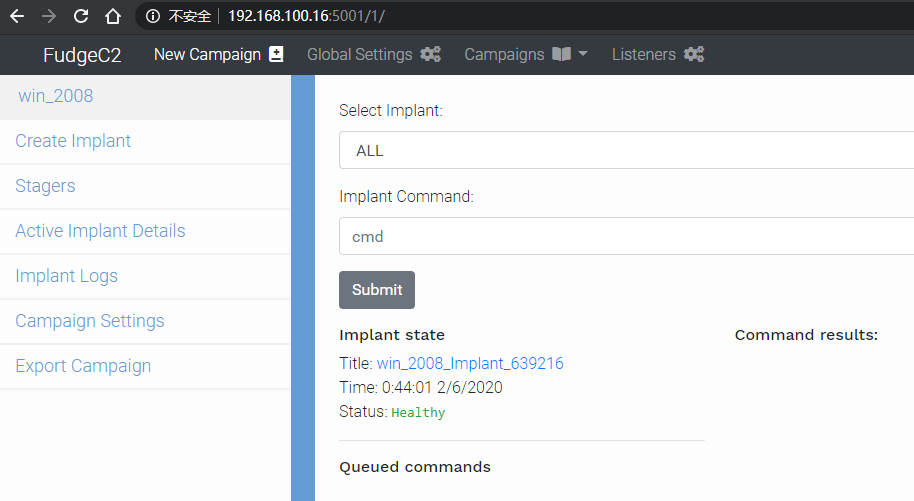 不安全 192.168.100.16:5001/1/
FudgeC2 New Campaign Global Settings Campaigns Listeners
win_2008
Create Implant
Stagers
Active Implant Details
Implant Logs
Campaign Settings
Export Campaign
Select Implant:
ALL
Implant Command:
cmd
Submit
Implant state
Title: win_2008_Implant_639216
Time: 0:44:01 2/6/2020
Status: Healthy
Queued commands
Command results: